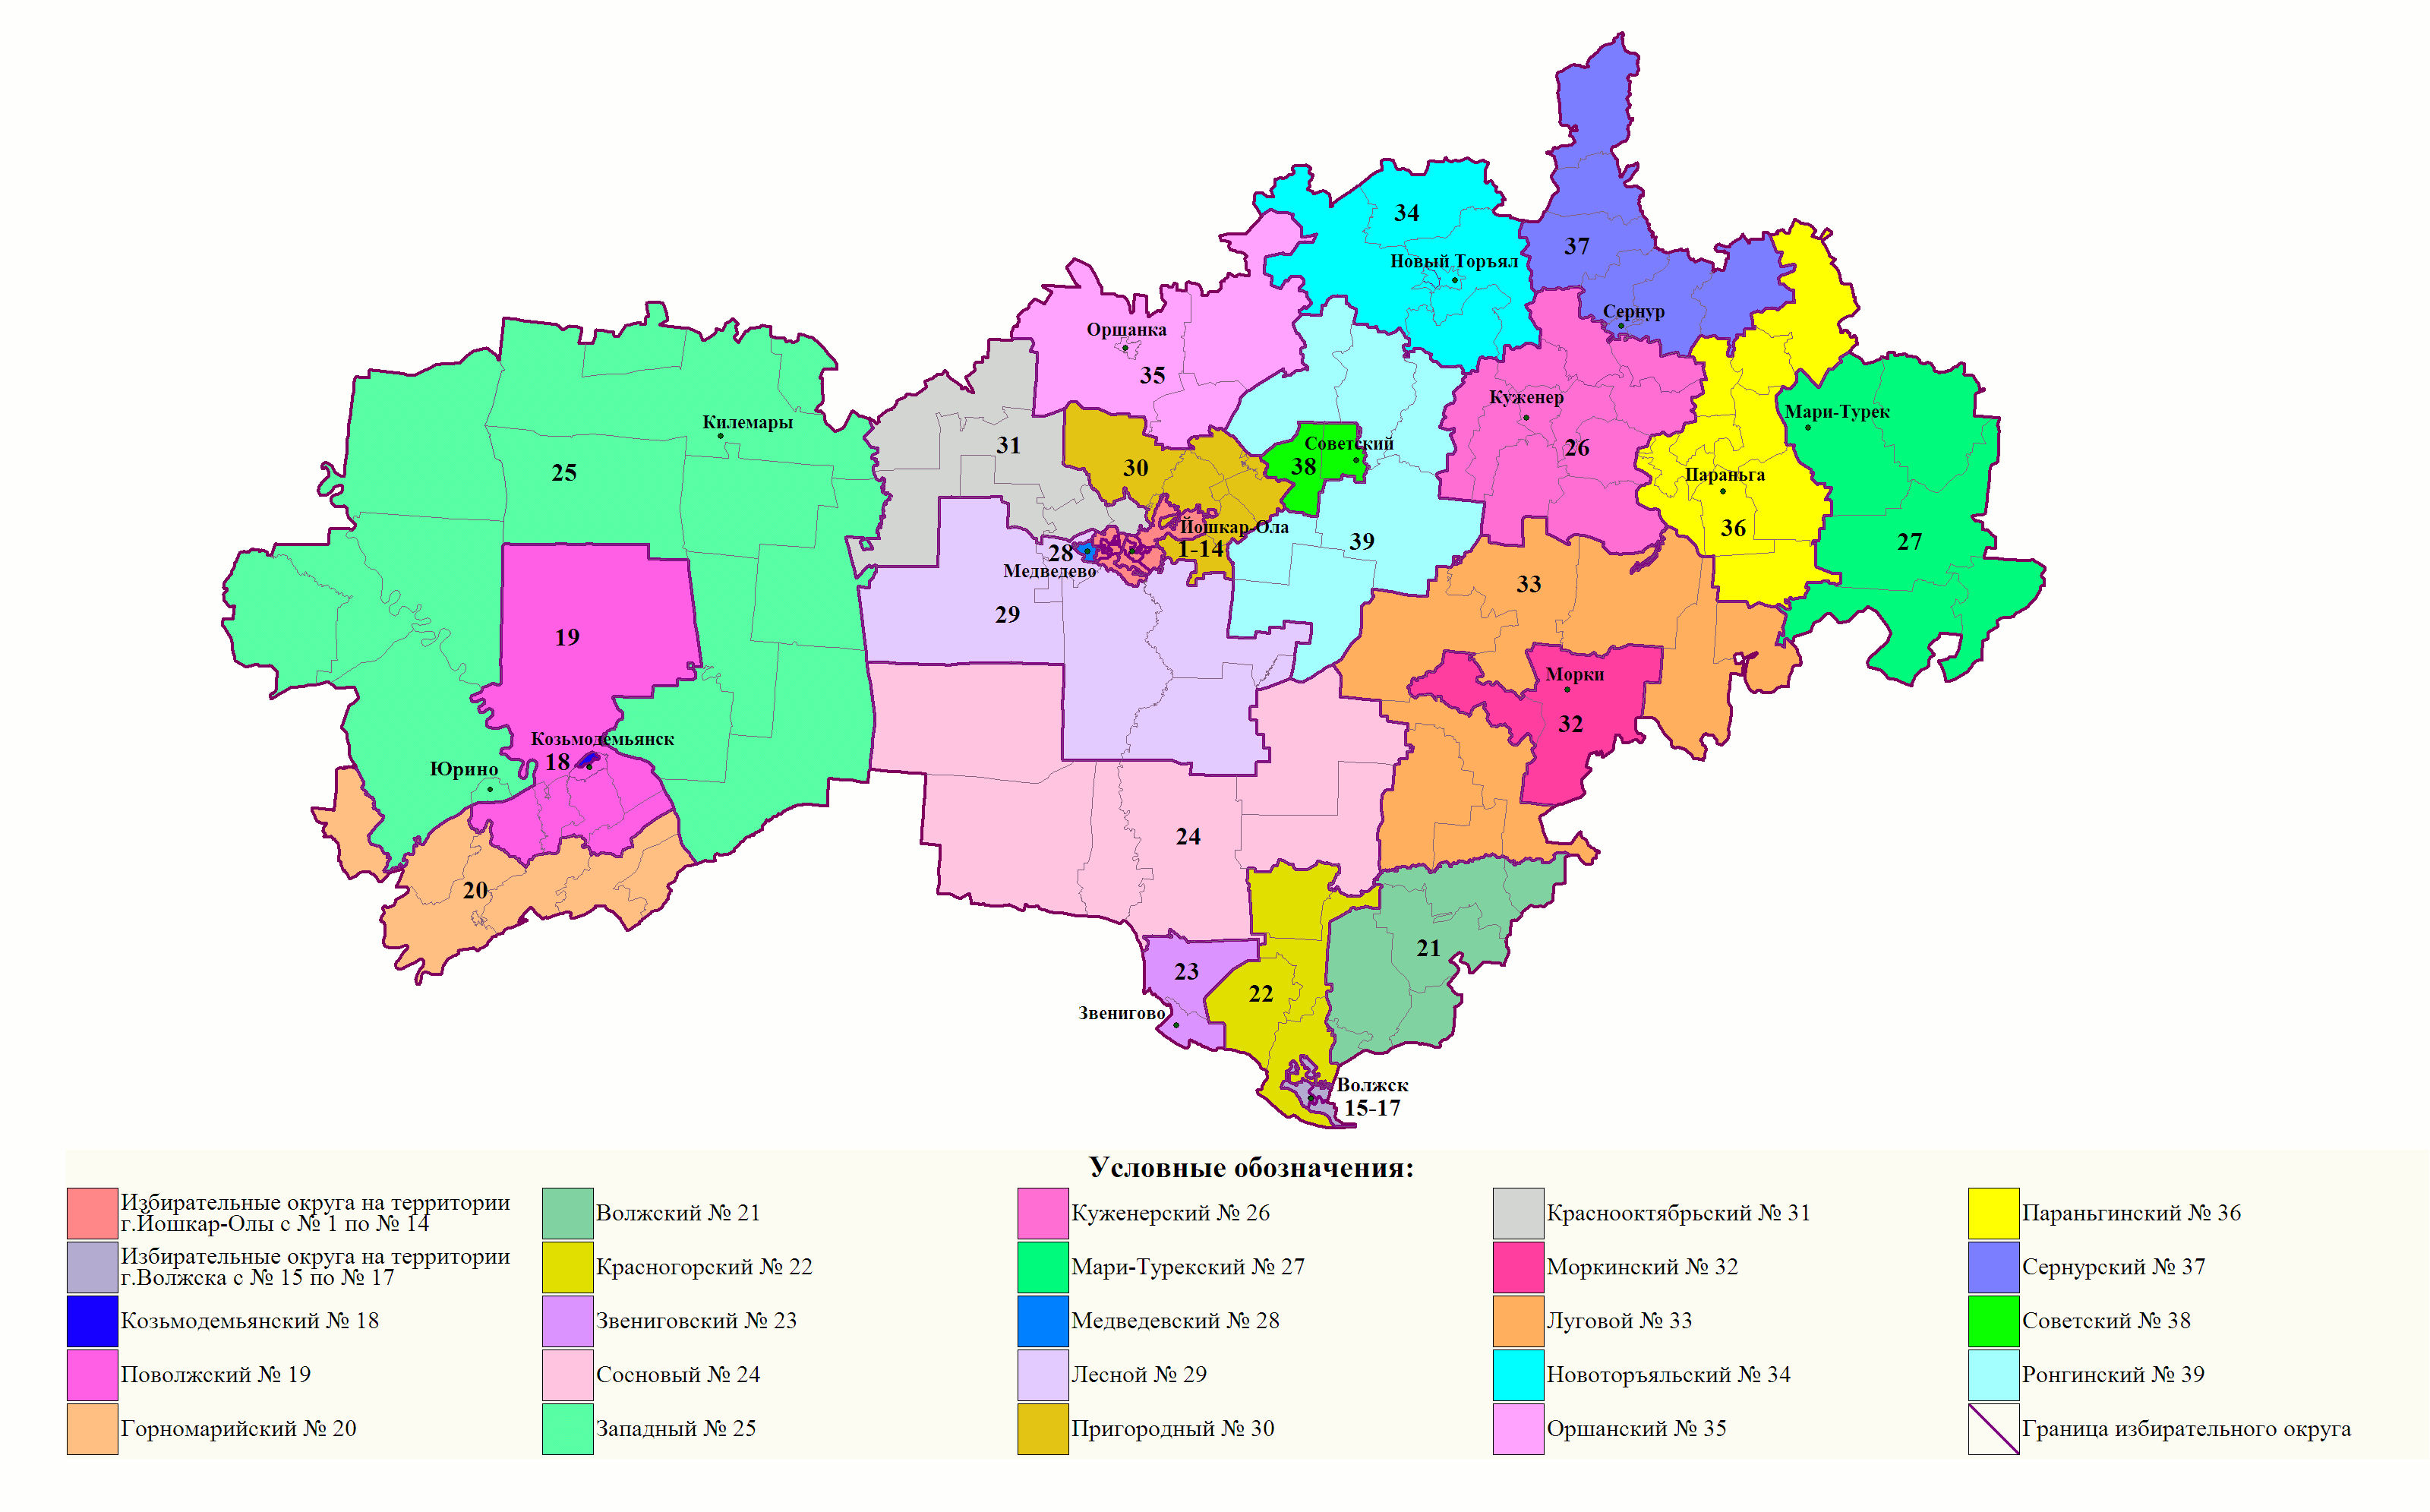 34
37
Новый Торъял
Сернур
Оршанка
35
Куженер
Мари-Турек
Килемары
31
Советский
26
25
30
38
Параньга
Йошкар-Ола
36
28
1-14
39
27
Медведево
33
29
19
Морки
32
Козьмодемьянск
18
Юрино
24
20
21
23
22
Звенигово
Волжск
15-17
Условные обозначения:
Избирательные округа на территории
г.Йошкар-Олы с № 1 по № 14
Избирательные округа на территории
г.Волжска с № 15 по № 17
Козьмодемьянский № 18
Поволжский № 19
Горномарийский № 20
Волжский № 21
Красногорский № 22
Звениговский № 23
Сосновый № 24
Западный № 25
Куженерский № 26
Мари-Турекский № 27
Медведевский № 28
Лесной № 29
Пригородный № 30
Краснооктябрьский № 31
Моркинский № 32
Луговой № 33
Новоторъяльский № 34
Оршанский № 35
Параньгинский № 36
Сернурский № 37
Советский № 38
Ронгинский № 39
Граница избирательного округа